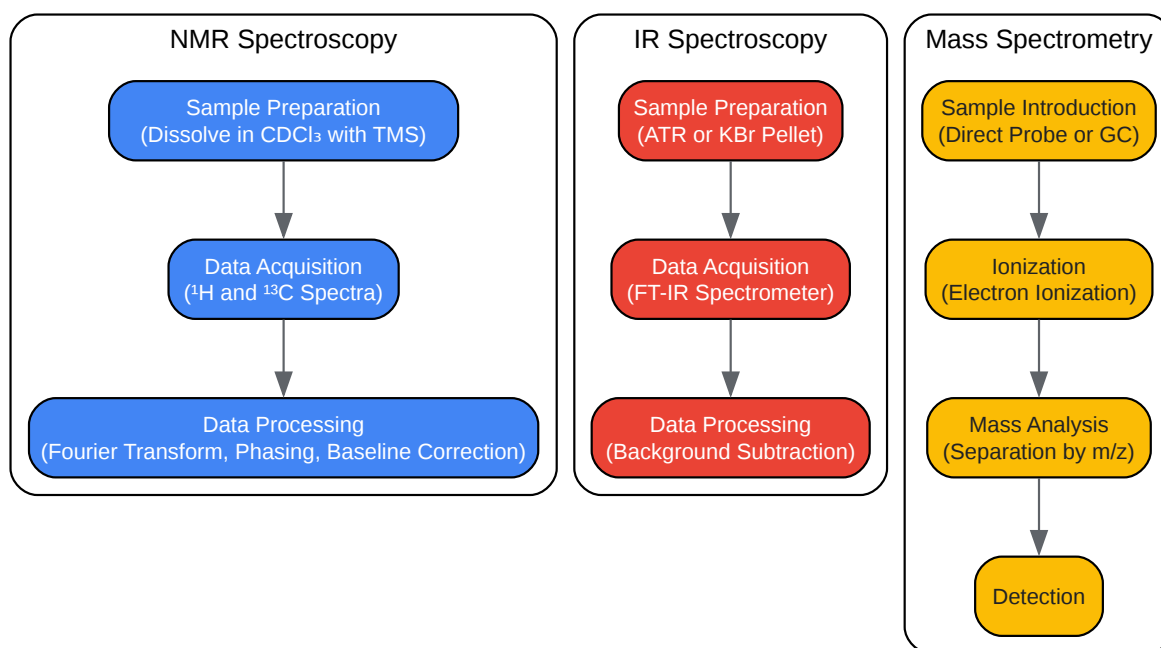 NMR Spectroscopy
Sample Preparation
(Dissolve in CDCl₃ with TMS)
Data Acquisition
(¹H and ¹³C Spectra)
Data Processing
(Fourier Transform, Phasing, Baseline Correction)
IR Spectroscopy
Sample Preparation
(ATR or KBr Pellet)
Data Acquisition
(FT-IR Spectrometer)
Data Processing
(Background Subtraction)
Mass Spectrometry
Sample Introduction
(Direct Probe or GC)
Ionization
(Electron Ionization)
Mass Analysis
(Separation by m/z)
Detection